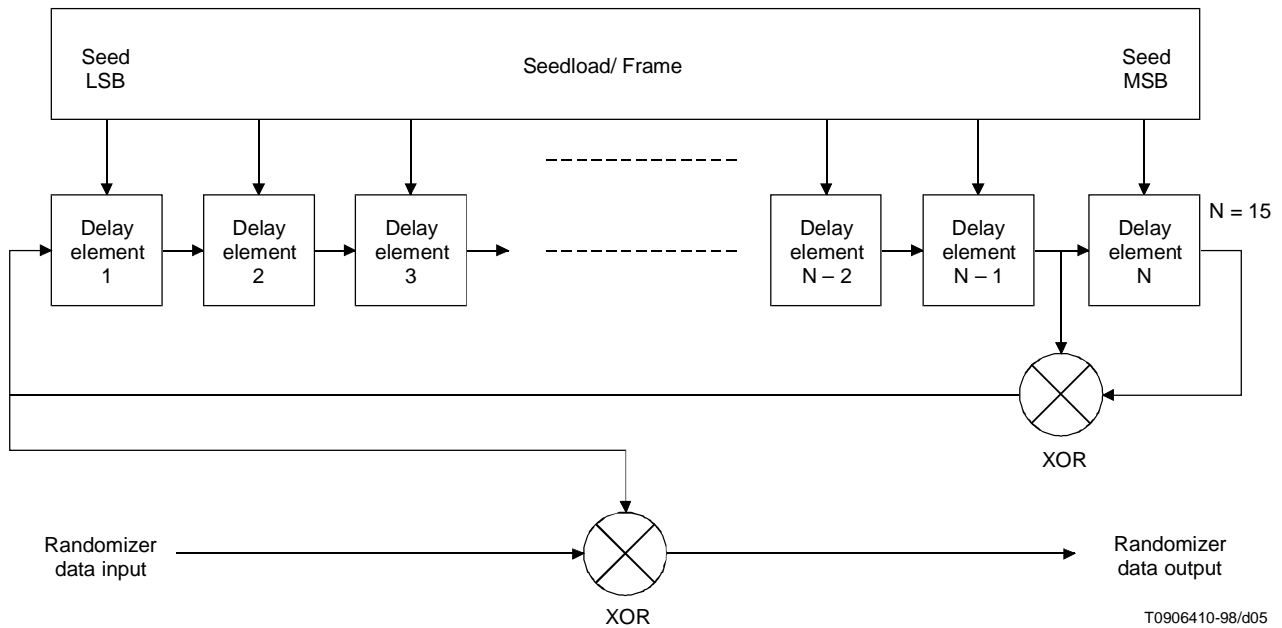 Seed
LSB
Seedload/ Frame
Seed
MSB
Delay
element
1
Delay
element
2
Delay
element
3
Delay
element
N – 2
Delay
element
N – 1
Delay
element
N
N = 15
XOR
Randomizer
data input
XOR
Randomizer
data output
T0906410-98/d05